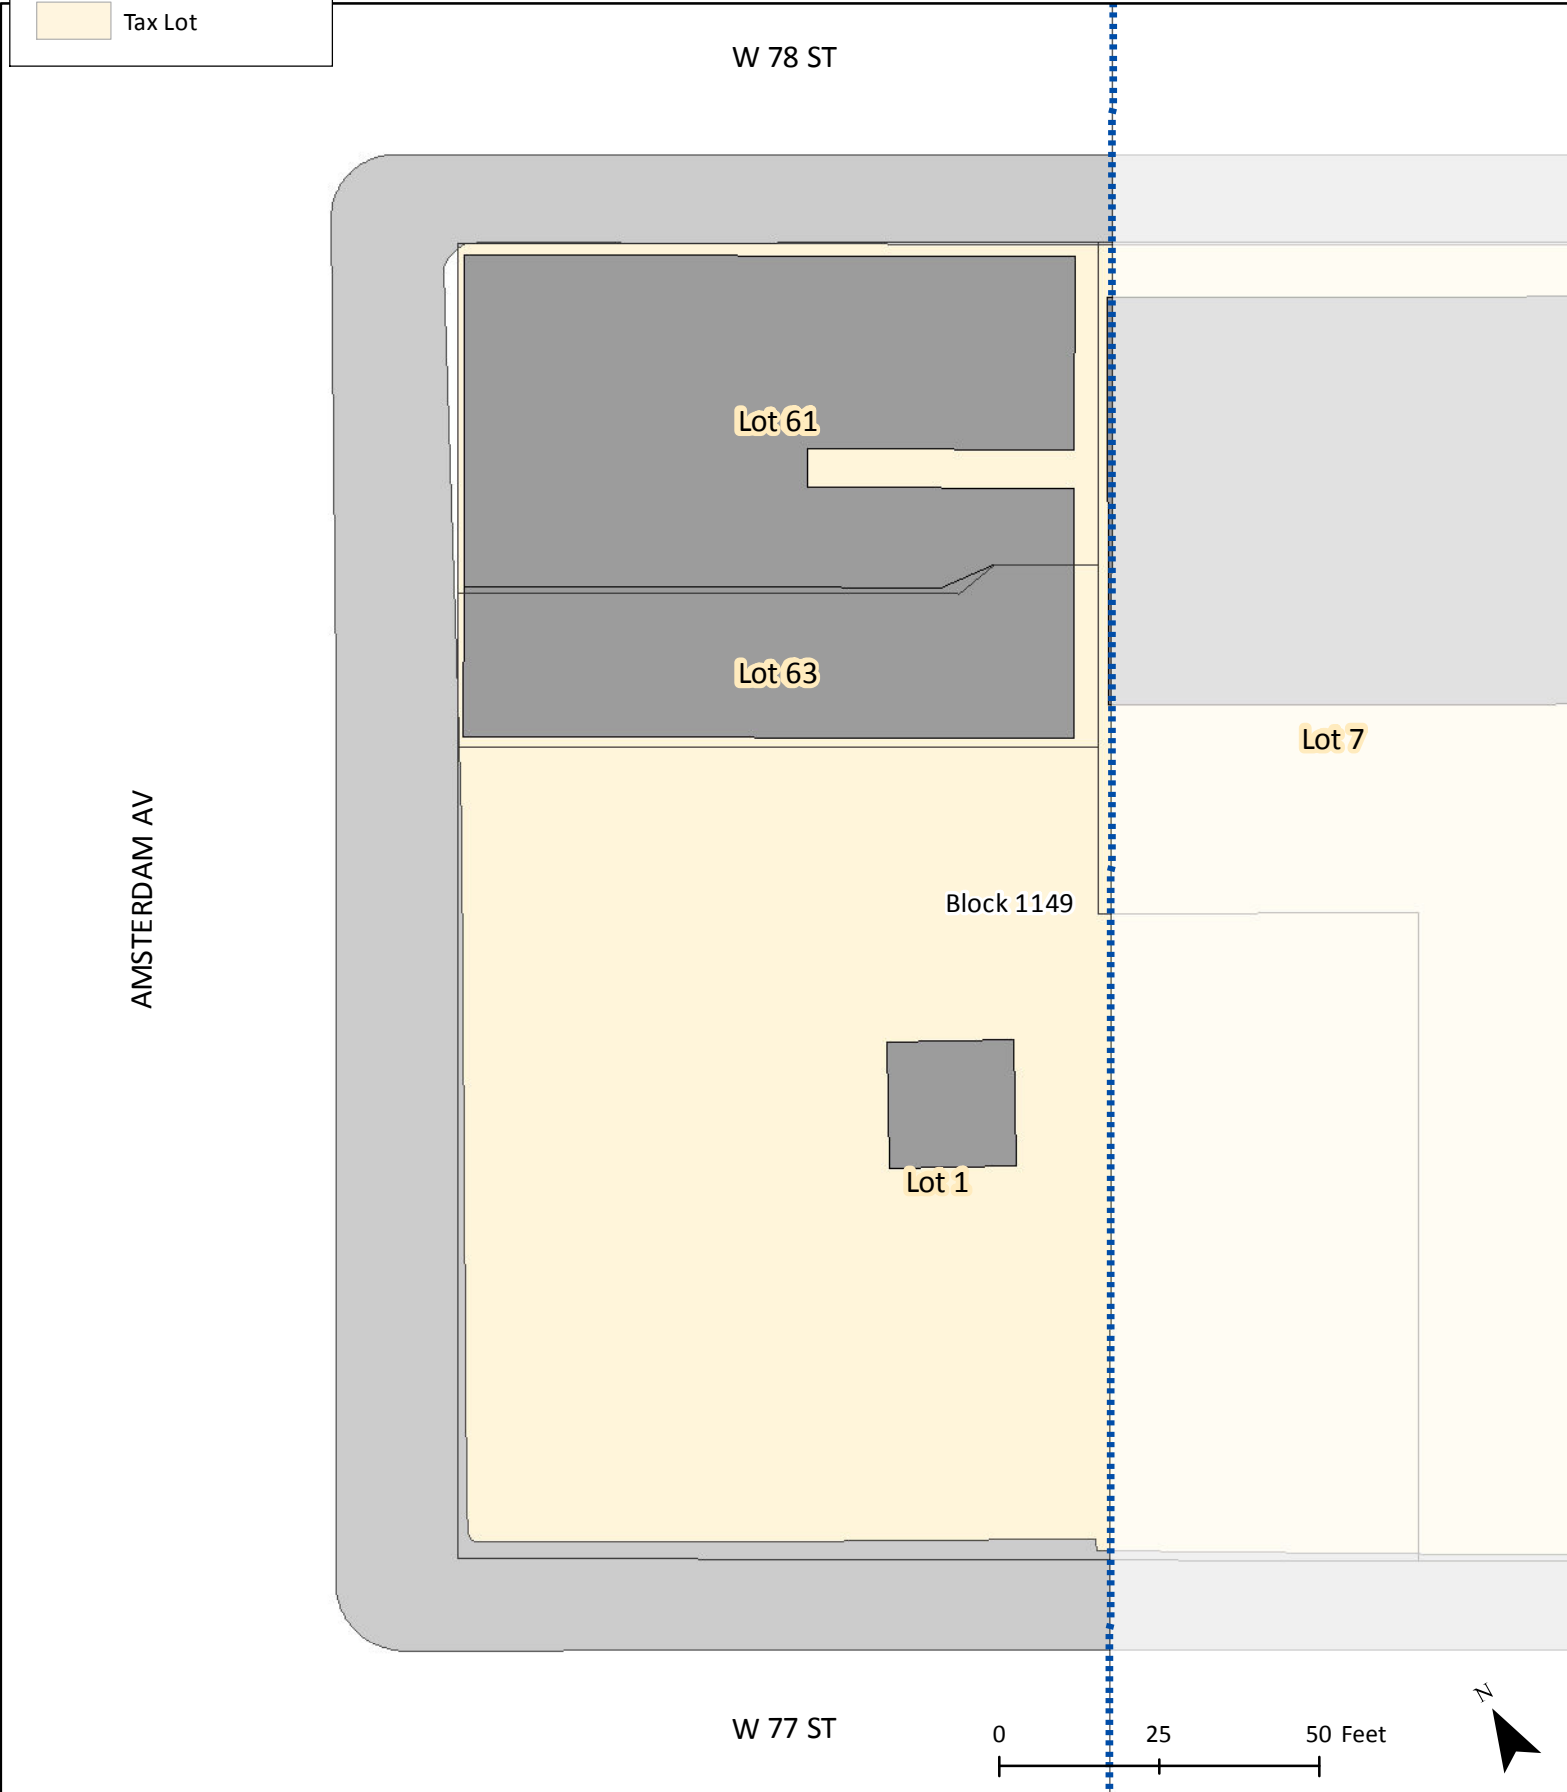 Tax Lot
W 78 ST
Lot 61
Lot 63
Lot 7
AMSTERDAM AV
Block 1149
Lot 1
W 77 ST
0 25 50 Feet
N